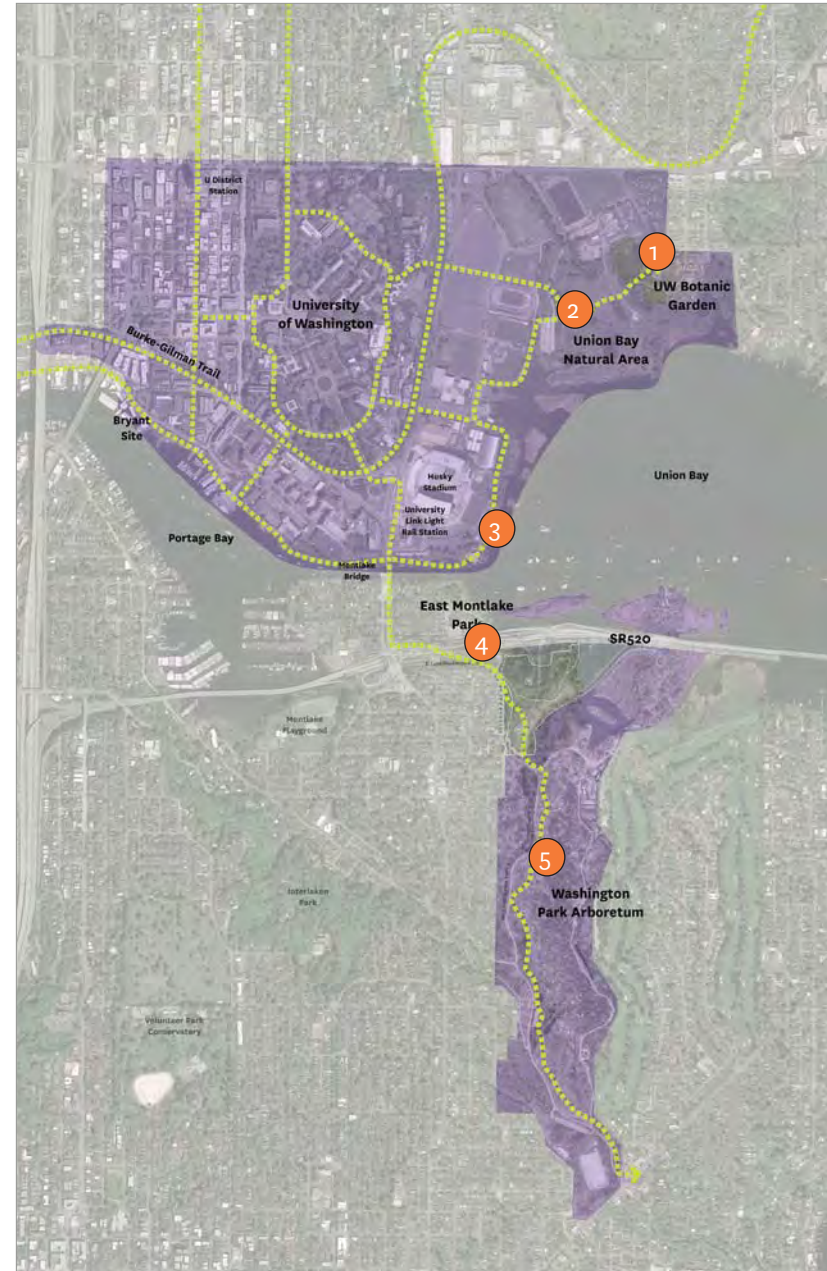 U District
Station
1
UW Botanic
Garden
2
University
of Washington
Union Bay
Natural Area
Burke-Gilman Trail
Bryant
Site
Husky
Stadium
Union Bay
University
Link Light
Rail Station
3
Portage Bay
Montlake
Bridge
East Montlake
Park
4
SR520
Montlake
Playground
5
Washington
Park Arboretum
Interlaken
Park
Volunteer Park
Conservatory